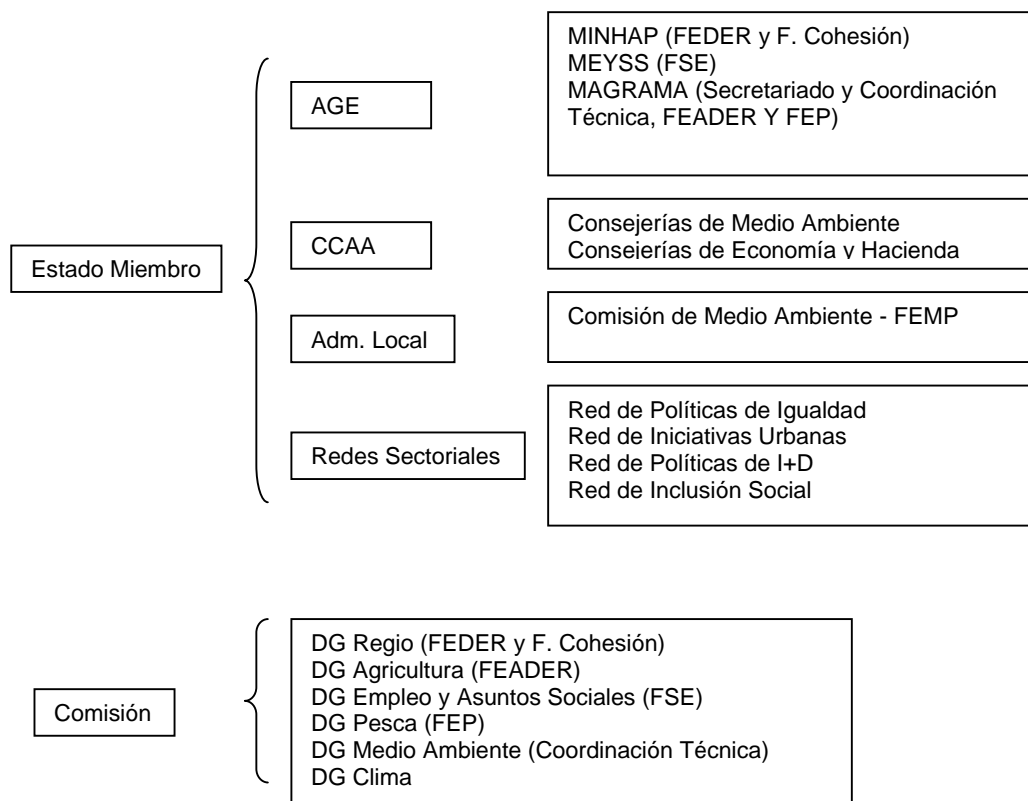 MINHAP (FEDER y F. Cohesión)
MEYSS (FSE)
MAGRAMA (Secretariado y Coordinación
Técnica, FEADER Y FEP)
AGE
Consejerías de Medio Ambiente
Consejerías de Economía y Hacienda
CCAA
Estado Miembro
Comisión de Medio Ambiente - FEMP
Adm. Local
Red de Políticas de Igualdad
Red de Iniciativas Urbanas
Red de Políticas de I+D
Red de Inclusión Social
Redes Sectoriales
DG Regio (FEDER y F. Cohesión)
DG Agricultura (FEADER)
DG Empleo y Asuntos Sociales (FSE)
DG Pesca (FEP)
DG Medio Ambiente (Coordinación Técnica)
DG Clima
Comisión